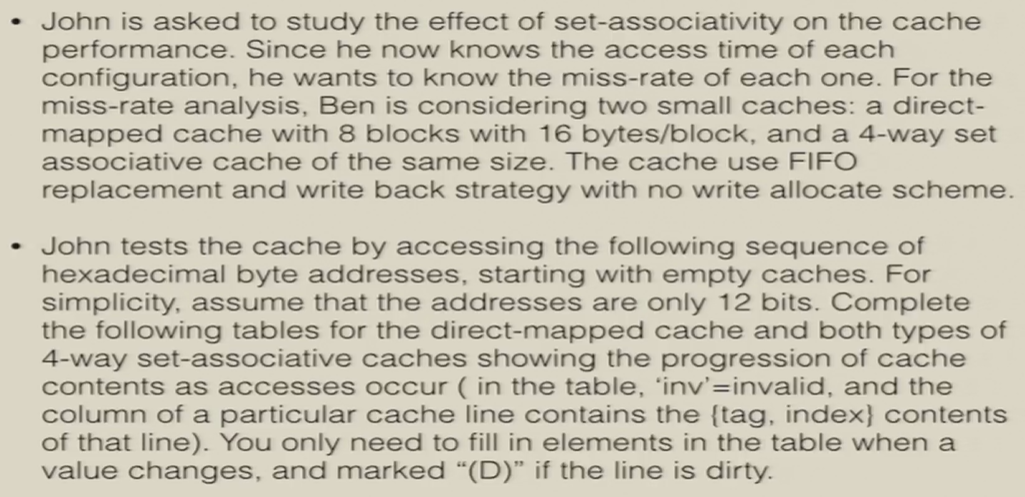 • John is asked to study the effect of set-associativity on the cache
performance. Since he now knows the access time of each
configuration, he wants to know the miss-rate of each one. For the
miss-rate analysis, Ben is considering two small caches: a direct-
mapped cache with 8 blocks with 16 bytes/block, and a 4-way set
associative cache of the same size. The cache use FIFO
replacement and write back strategy with no write allocate scheme.
• John tests the cache by accessing the following sequence of
hexadecimal byte addresses, starting with empty caches. For
simplicity, assume that the addresses are only 12 bits. Complete
the following tables for the direct-mapped cache and both types of
4-way set-associative caches showing the progression of cache
contents as accesses occur ( in the table, ‘inv’=invalid, and the
column of a particular cache line contains the {tag, index} contents
of that line). You only need to fill in elements in the table when a
value changes, and marked “(D)” if the line is dirty.